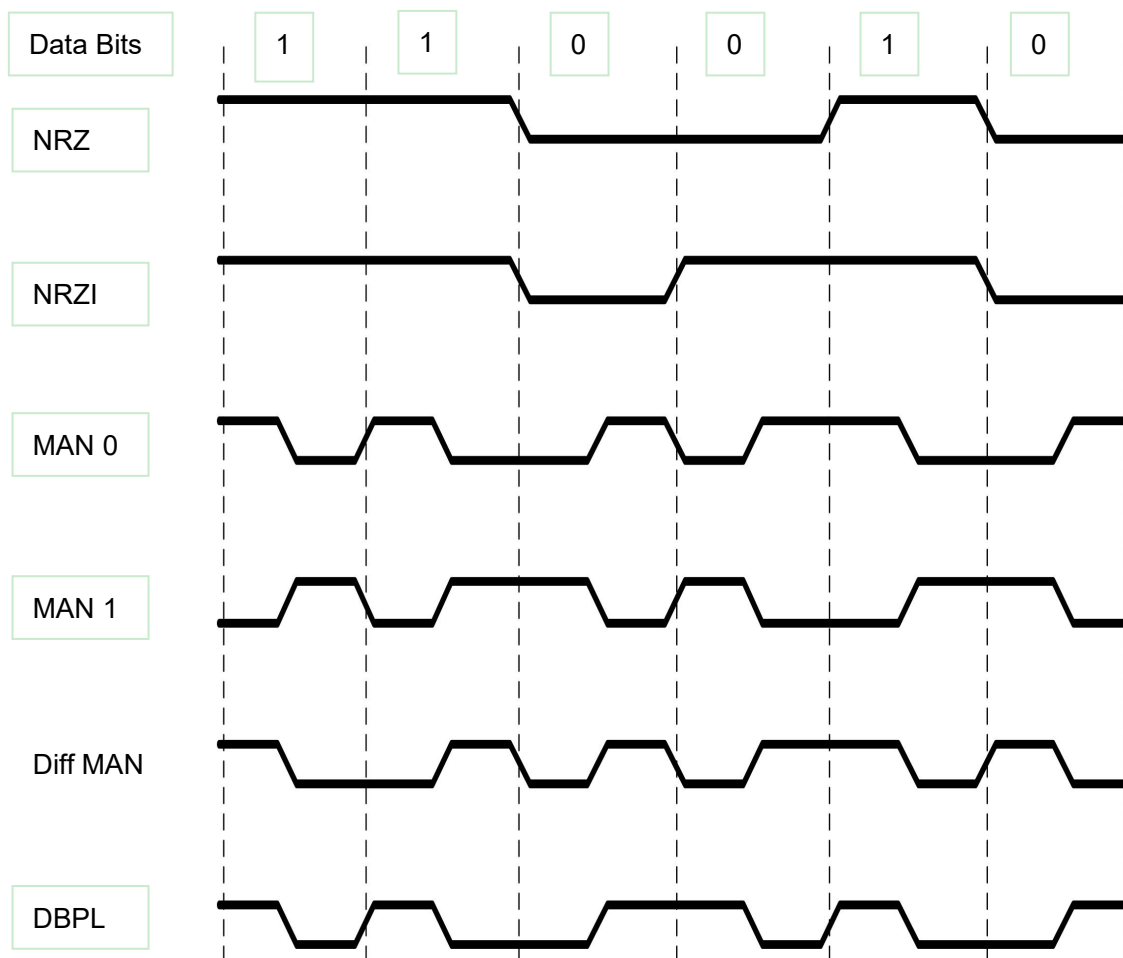 Data Bits 1 1 0 0 1 0
NRZ
NRZI
MAN 0
MAN 1
Diff MAN
DBPL